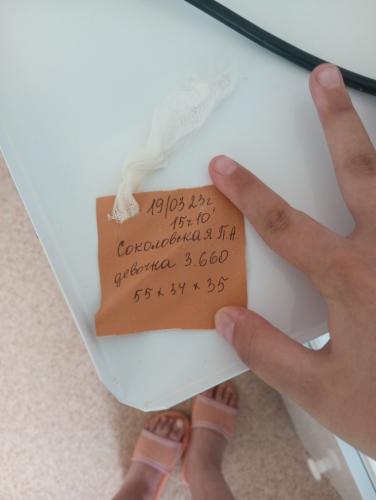 19/03 23г
15ч10'
Соколовская П.А.
девочка 3.660
55 × 34 × 35